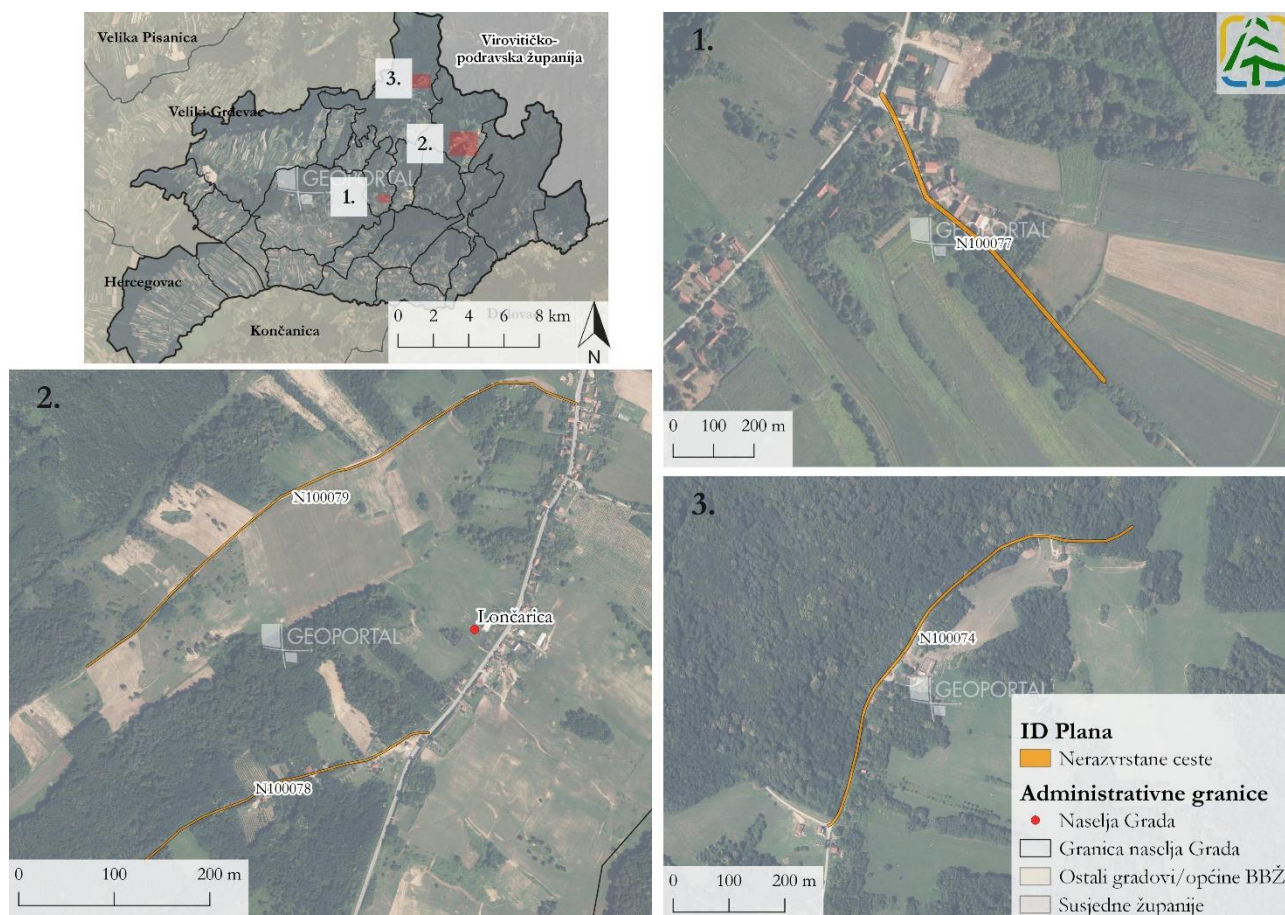 Velika Pisanica
Virovitičko-
podravska županija
3.
Veliki Grđevac
2.
GEOPORTAL
1.
Hercegovac
Končanica
0 2 4 6 8 km
N
1.
GEOPORTAL
N100077
0 100 200 m
2.
N100079
Lončarica
GEOPORTAL
N100078
0 100 200 m
3.
N100074
GEOPORTAL
0 100 200 m
ID Plana
Nerazvrstane ceste
Administrativne granice
Naselja Grada
Granica naselja Grada
Ostali gradovi/općine BBŽ
Susjedne županije